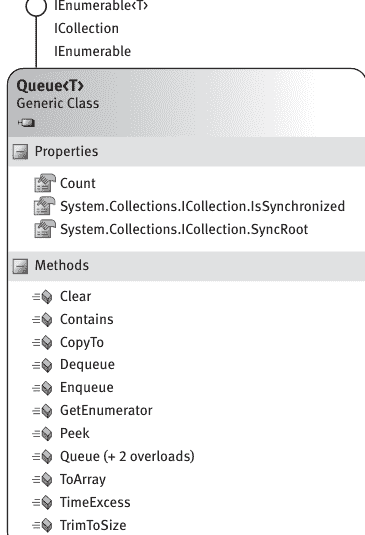 IEnumerable<T>
ICollection
IEnumerable
Queue<T>
Generic Class
Properties
Count
System.Collections.ICollection.IsSynchronized
System.Collections.ICollection.SyncRoot
Methods
Clear
Contains
CopyTo
Dequeue
Enqueue
GetEnumerator
Peek
Queue (+ 2 overloads)
ToArray
TimeExcess
TrimToSize